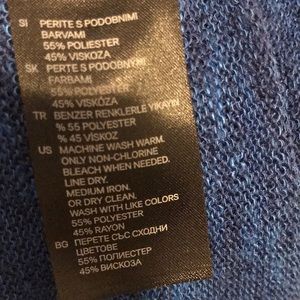 SI PERITE S PODOBNIMI
BARVAMI
55% POLIESTER
45% VISKOZA
SK PERTE S PODOBNÝMI
FARBAMI
55% POLYESTER
45% VISKÓZA
TR BENZER RENKLERLE YIKAYIN
% 55 POLYESTER
% 45 VİSKOZ
US MACHINE WASH WARM.
ONLY NON-CHLORINE
BLEACH WHEN NEEDED.
LINE DRY.
MEDIUM IRON.
OR DRY CLEAN.
WASH WITH LIKE COLORS
55% POLYESTER
45% RAYON
BG ПЕРЕТЕ СЪС СХОДНИ
ЦВЕТОВЕ
55% ПОЛИЕСТЕР
45% ВИСКОЗА